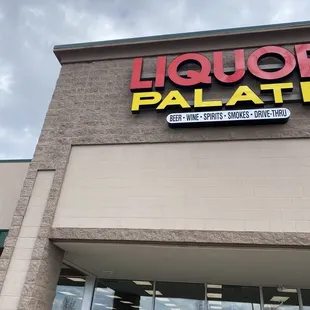 LIQUOR
PALATE
BEER • WINE • SPIRITS • SMOKES • DRIVE-THRU